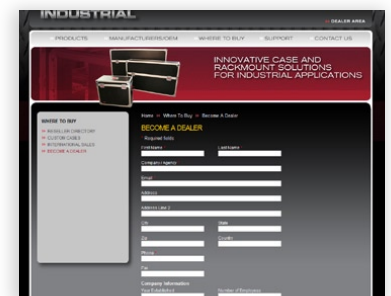 INDUSTRIAL
DEALER AREA
PRODUCTS MANUFACTURERS/OEM WHERE TO BUY SUPPORT CONTACT US
INNOVATIVE CASE AND
RACKMOUNT SOLUTIONS
FOR INDUSTRIAL APPLICATIONS
WHERE TO BUY
RESELLER DIRECTORY
CUSTOM CASES
INTERNATIONAL SALES
BECOME A DEALER
Home » Where To Buy » Become A Dealer
BECOME A DEALER
Required fields
First Name Last Name
Company / Agency
Email
Address
Address Line 2
City State
Zip Country
Phone
Fax
Company Information
Year Established Number of Employees